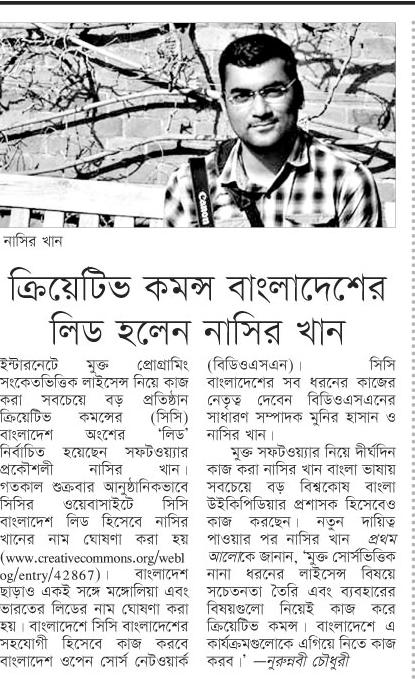 Canon
নাসির খান
ক্রিয়েটিভ কমন্স বাংলাদেশের
লিড হলেন নাসির খান
ইন্টারনেটে মুক্ত প্রোগ্রামিং
সংকেতভিত্তিক লাইসেন্স নিয়ে কাজ
করা সবচেয়ে বড় প্রতিষ্ঠান
ক্রিয়েটিভ কমন্সের (সিসি)
বাংলাদেশ অংশের ‘লিড’
নির্বাচিত হয়েছেন সফটওয়্যার
প্রকৌশলী নাসির খান।
গতকাল শুক্রবার আনুষ্ঠানিকভাবে
সিসির ওয়েবসাইটে সিসি
বাংলাদেশ লিড হিসেবে নাসির
খানের নাম ঘোষণা করা হয়
(www.creativecommons.org/webl
og/entry/42867)। বাংলাদেশ
ছাড়াও একই সঙ্গে মঙ্গোলিয়া এবং
ভারতের লিডের নাম ঘোষণা করা
হয়। বাংলাদেশে সিসি বাংলাদেশের
সহযোগী হিসেবে কাজ করবে
বাংলাদেশ ওপেন সোর্স নেটওয়ার্ক
(বিডিওএসএন)। সিসি
বাংলাদেশের সব ধরনের কাজের
নেতৃত্ব দেবেন বিডিওএসএনের
সাধারণ সম্পাদক মুনির হাসান ও
নাসির খান।
মুক্ত সফটওয়্যার নিয়ে দীর্ঘদিন
কাজ করা নাসির খান বাংলা ভাষায়
সবচেয়ে বড় বিশ্বকোষ বাংলা
উইকিপিডিয়ার প্রশাসক হিসেবেও
কাজ করছেন। নতুন দায়িত্ব
পাওয়ার পর নাসির খান প্রথম
আলোকে জানান, ‘মুক্ত সোর্সভিত্তিক
নানা ধরনের লাইসেন্স বিষয়ে
সচেতনতা তৈরি এবং ব্যবহারের
বিষয়গুলো নিয়েই কাজ করে
ক্রিয়েটিভ কমন্স। বাংলাদেশে এ
কার্যক্রমগুলোকে এগিয়ে নিতে কাজ
করব।’ —নুরুন্নবী চৌধুরী